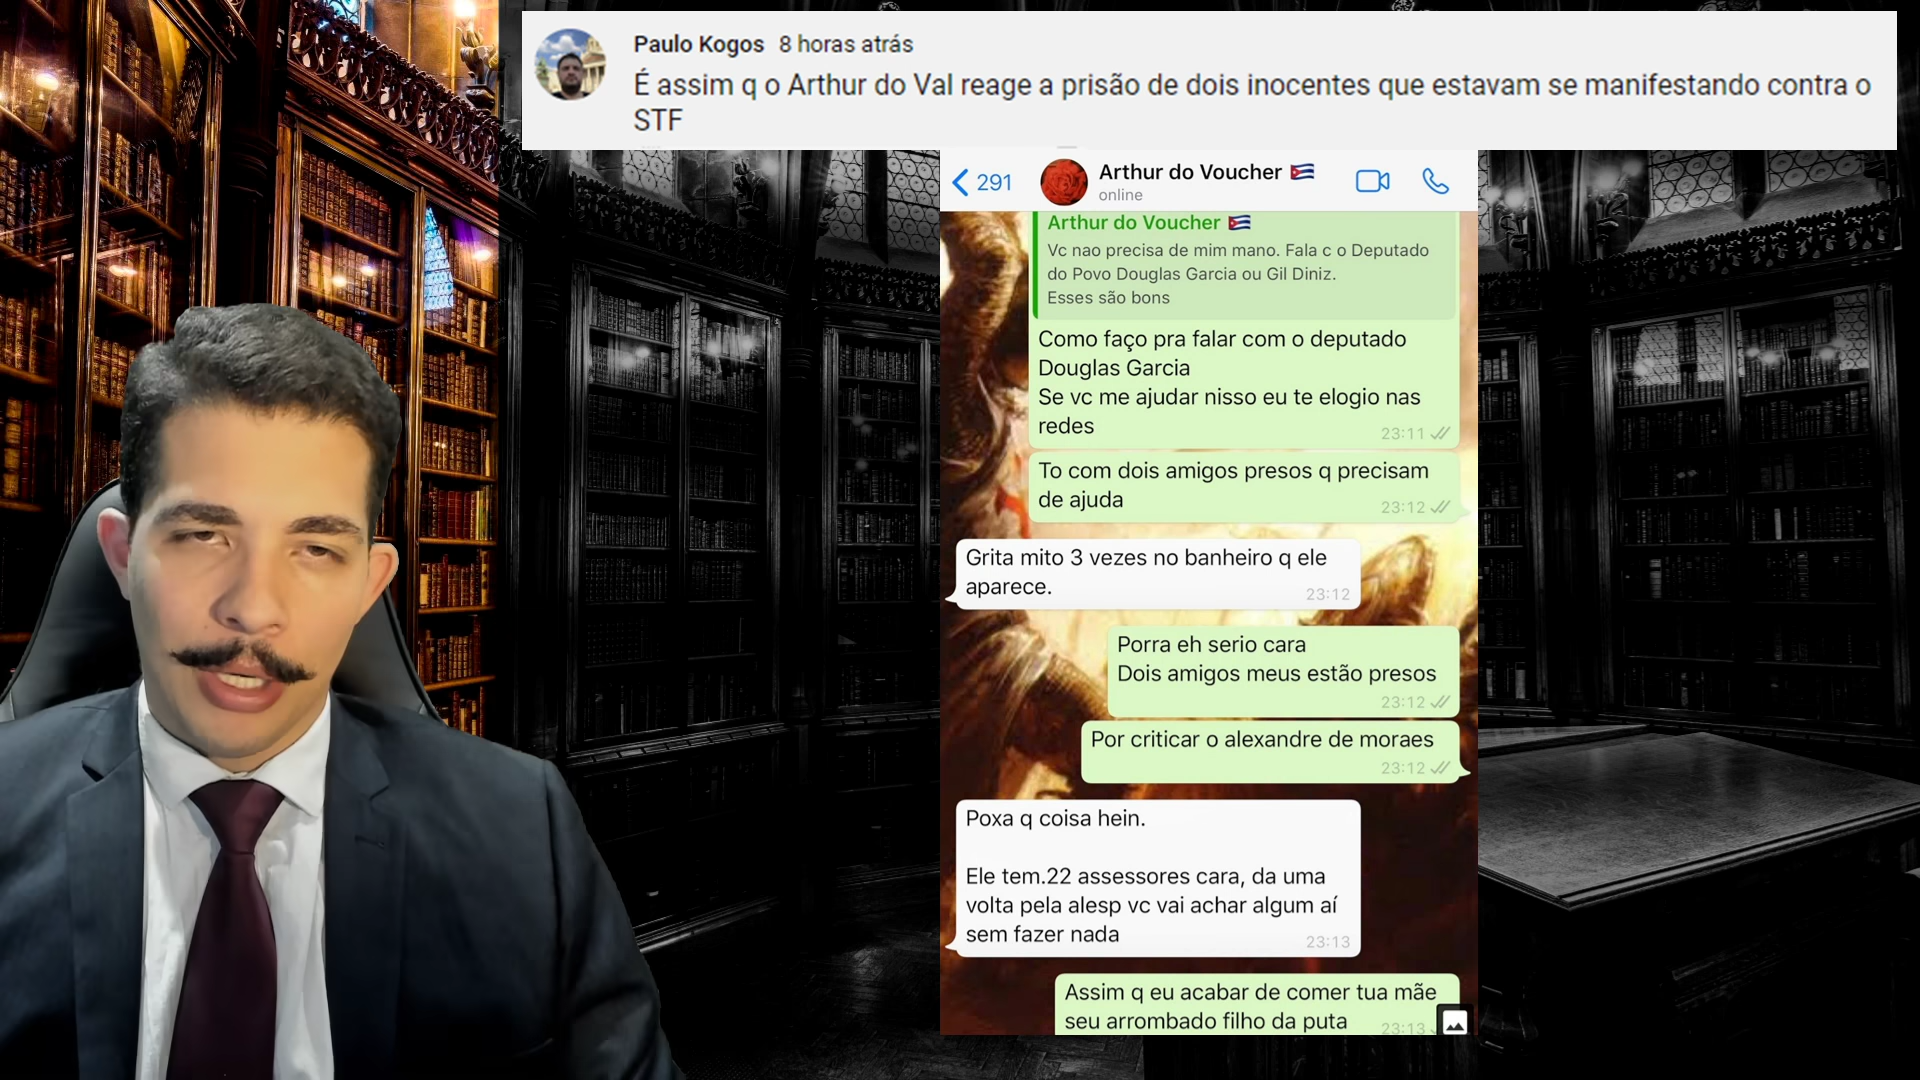 Paulo Kogos 8 horas atrás
É assim q o Arthur do Val reage a prisão de dois inocentes que estavam se manifestando contra o
STF
291
Arthur do Voucher 🇨🇺
online
Arthur do Voucher 🇨🇺
Vc nao precisa de mim mano. Fala c o Deputado
do Povo Douglas Garcia ou Gil Diniz.
Esses são bons
Como faço pra falar com o deputado
Douglas Garcia
Se vc me ajudar nisso eu te elogio nas
redes
23:11
To com dois amigos presos q precisam
de ajuda
23:12
Grita mito 3 vezes no banheiro q ele
aparece.
23:12
Porra eh serio cara
Dois amigos meus estão presos
23:12
Por criticar o alexandre de moraes
23:12
Poxa q coisa hein.
Ele tem.22 assessores cara, da uma
volta pela alesp vc vai achar algum aí
sem fazer nada
23:13
Assim q eu acabar de comer tua mãe
seu arrombado filho da puta
23:13